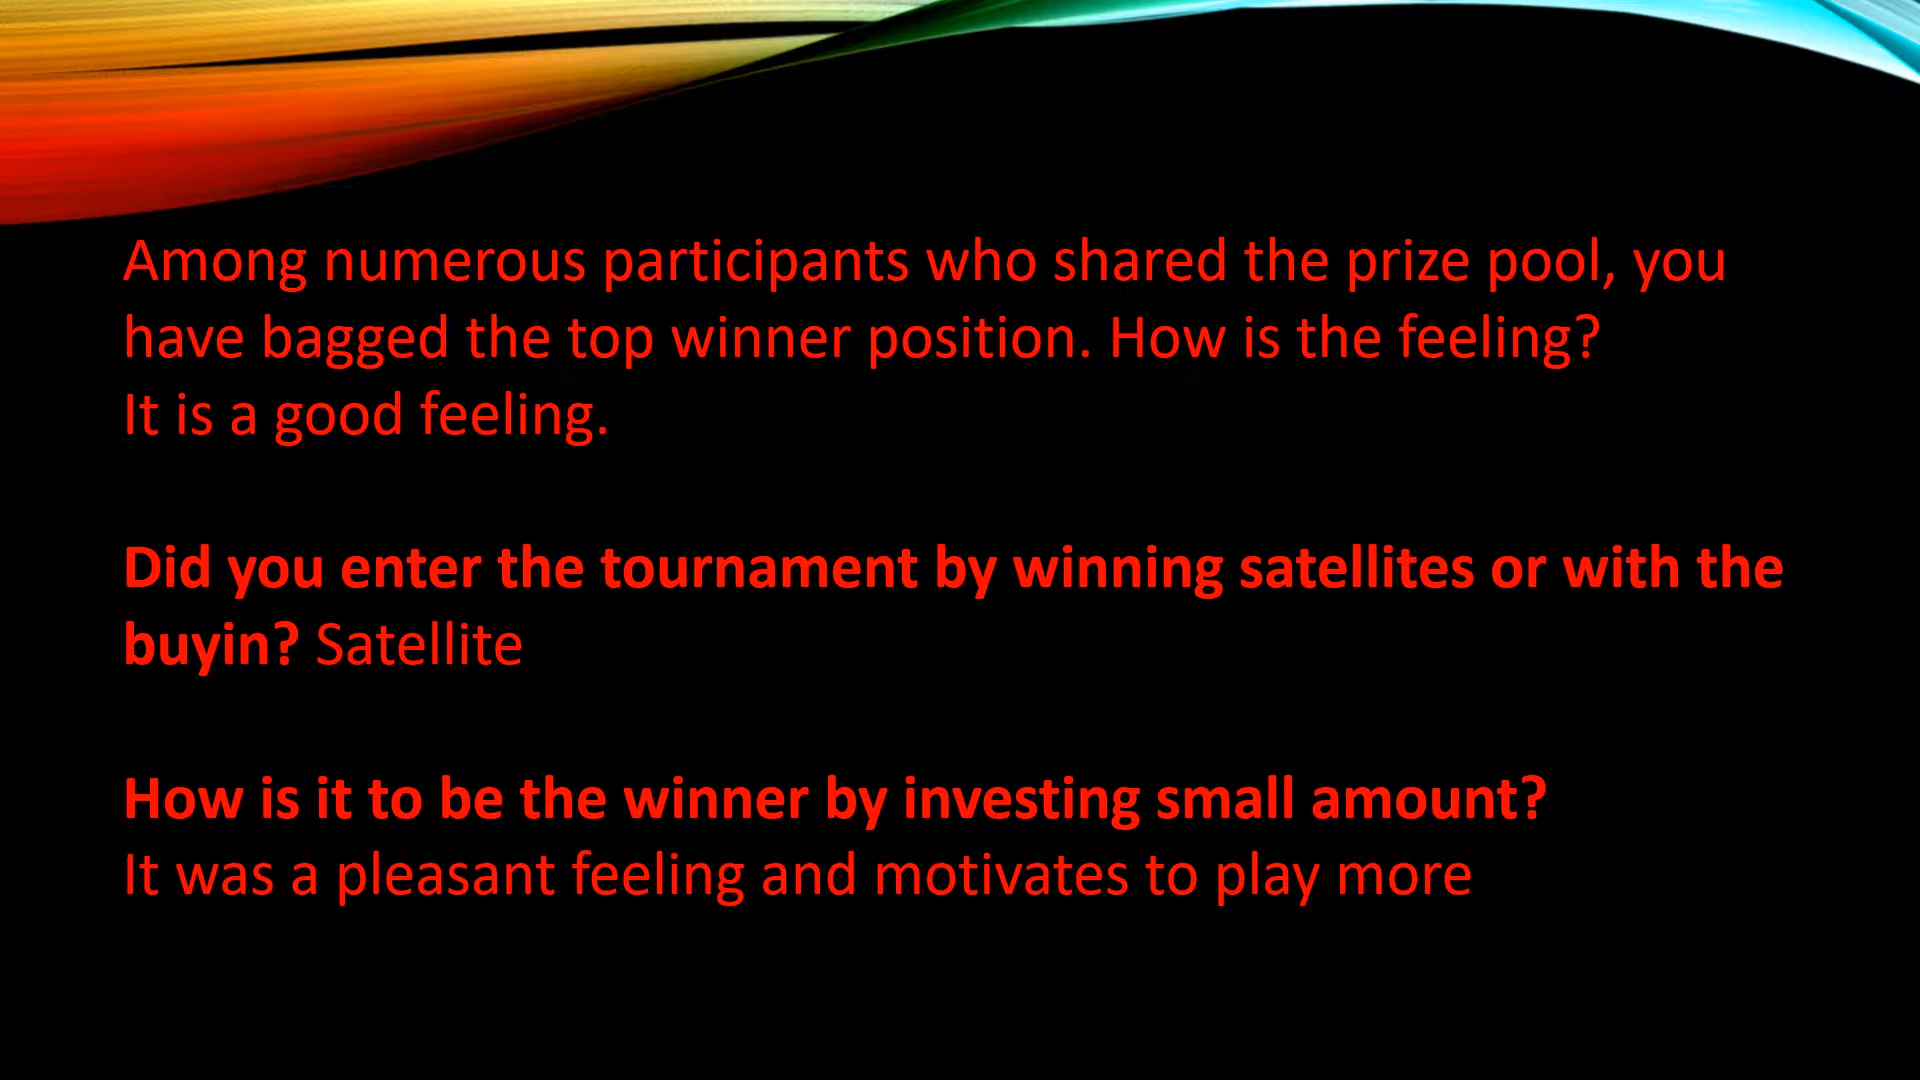 Among numerous participants who shared the prize pool, you
have bagged the top winner position. How is the feeling?
It is a good feeling.
Did you enter the tournament by winning satellites or with the
buyin? Satellite
How is it to be the winner by investing small amount?
It was a pleasant feeling and motivates to play more